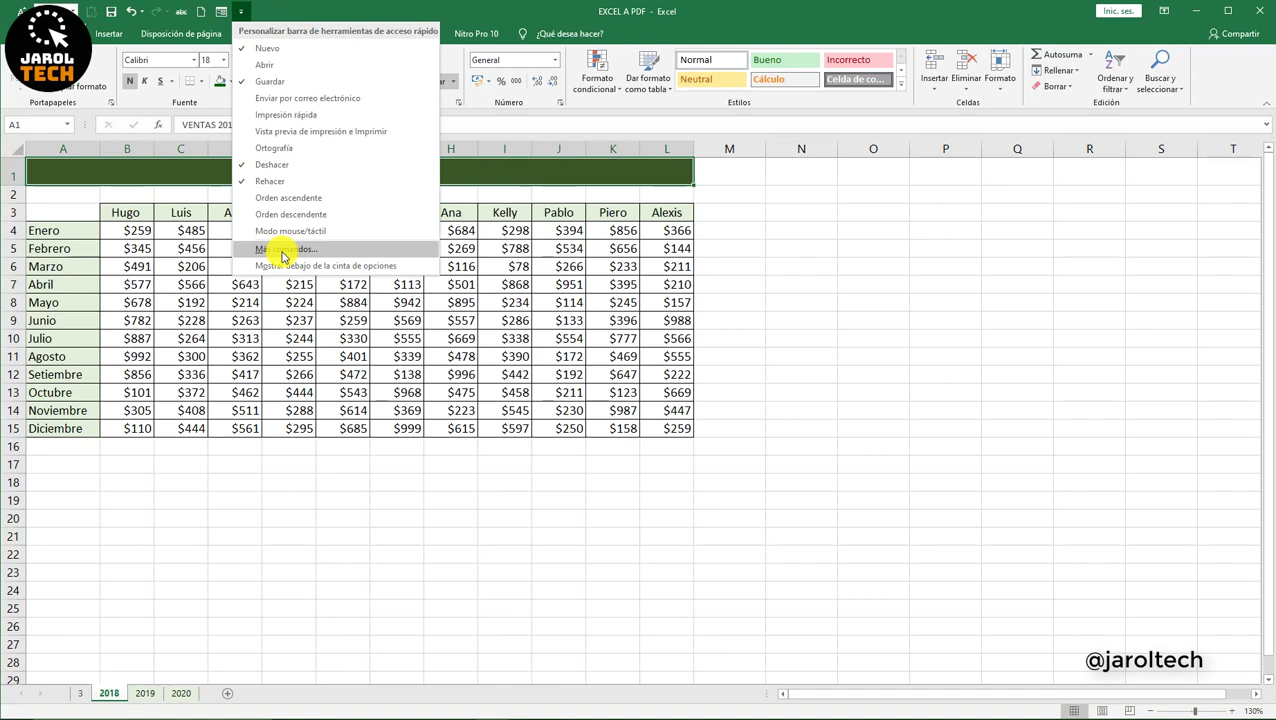 EXCEL A PDF - Excel
Inic. ses.
JAROL
TECH
Insertar
Disposición de página
Nitro Pro 10
¿Qué desea hacer?
Compartir
Personalizar barra de herramientas de acceso rápido
Nuevo
Abrir
Guardar
Enviar por correo electrónico
Impresión rápida
Vista previa de impresión e Imprimir
Ortografía
Deshacer
Rehacer
Orden ascendente
Orden descendente
Modo mouse/táctil
Más comandos...
Mostrar debajo de la cinta de opciones
Calibri 18
N K S
formato
Portapapeles
Fuente
General
% 000
Número
Formato condicional
Dar formato como tabla
Normal Bueno Incorrecto
Neutral Cálculo Celda de co...
Estilos
Insertar Eliminar Formato
Celdas
Autosuma
Rellenar
Borrar
Ordenar y filtrar
Buscar y seleccionar
Edición
A1 fx VENTAS 201
A B C H I J K L M N O P Q R S T
1
2
3 Hugo Luis A Ana Kelly Pablo Piero Alexis
4 Enero $259 $485 $684 $298 $394 $856 $366
5 Febrero $345 $456 $269 $788 $534 $656 $144
6 Marzo $491 $206 $116 $78 $266 $233 $211
7 Abril $577 $566 $643 $215 $172 $113 $501 $868 $951 $395 $210
8 Mayo $678 $192 $214 $224 $884 $942 $895 $234 $114 $245 $157
9 Junio $782 $228 $263 $237 $259 $569 $557 $286 $133 $396 $988
10 Julio $887 $264 $313 $244 $330 $555 $669 $338 $554 $777 $566
11 Agosto $992 $300 $362 $255 $401 $339 $478 $390 $172 $469 $555
12 Setiembre $856 $336 $417 $266 $472 $138 $996 $442 $192 $647 $222
13 Octubre $101 $372 $462 $444 $543 $968 $475 $458 $211 $123 $669
14 Noviembre $305 $408 $511 $288 $614 $369 $223 $545 $230 $987 $447
15 Diciembre $110 $444 $561 $295 $685 $999 $615 $597 $250 $158 $259
16
17
18
19
20
21
22
23
24
25
26
27
28
29
@jaroltech
3 2018 2019 2020
130%